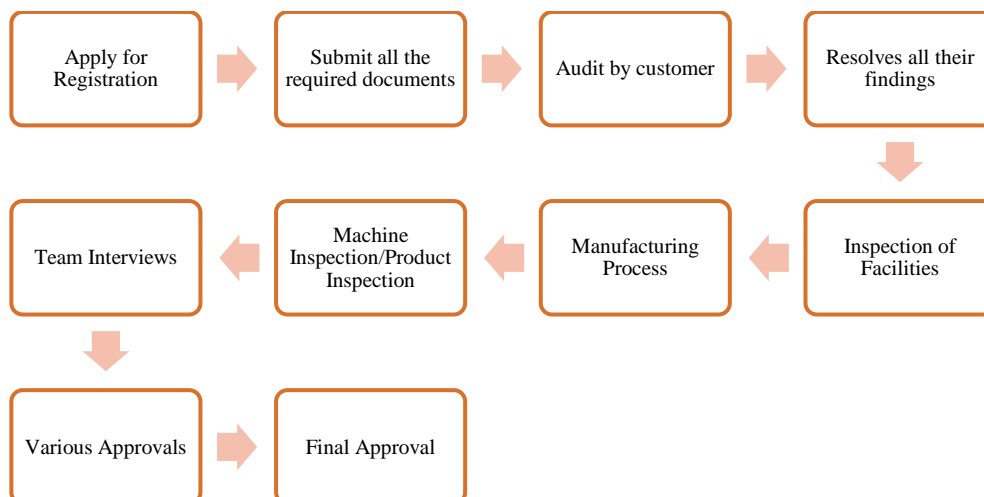 Apply for
Registration
Submit all the
required documents
Audit by customer
Resolves all their
findings
Inspection of
Facilities
Manufacturing
Process
Machine
Inspection/Product
Inspection
Team Interviews
Various Approvals
Final Approval